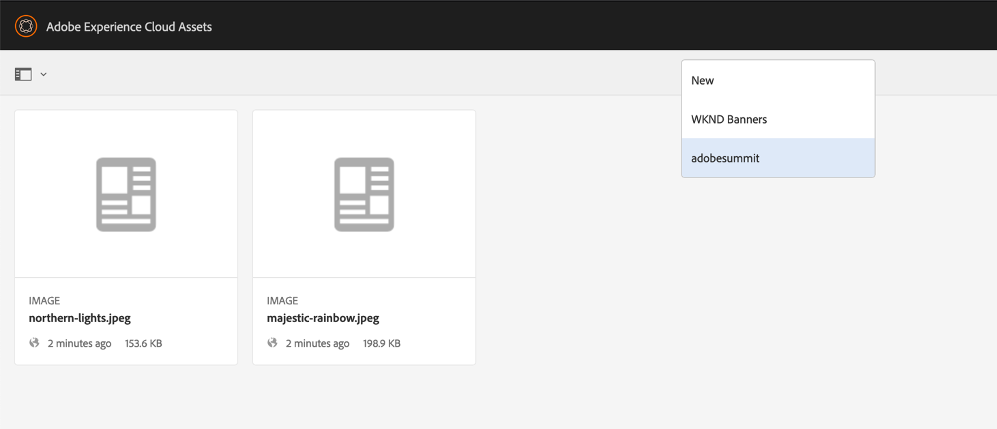 Adobe Experience Cloud Assets
New
WKND Banners
adobesummit
IMAGE
northern-lights.jpeg
2 minutes ago 153.6 KB
IMAGE
majestic-rainbow.jpeg
2 minutes ago 198.9 KB